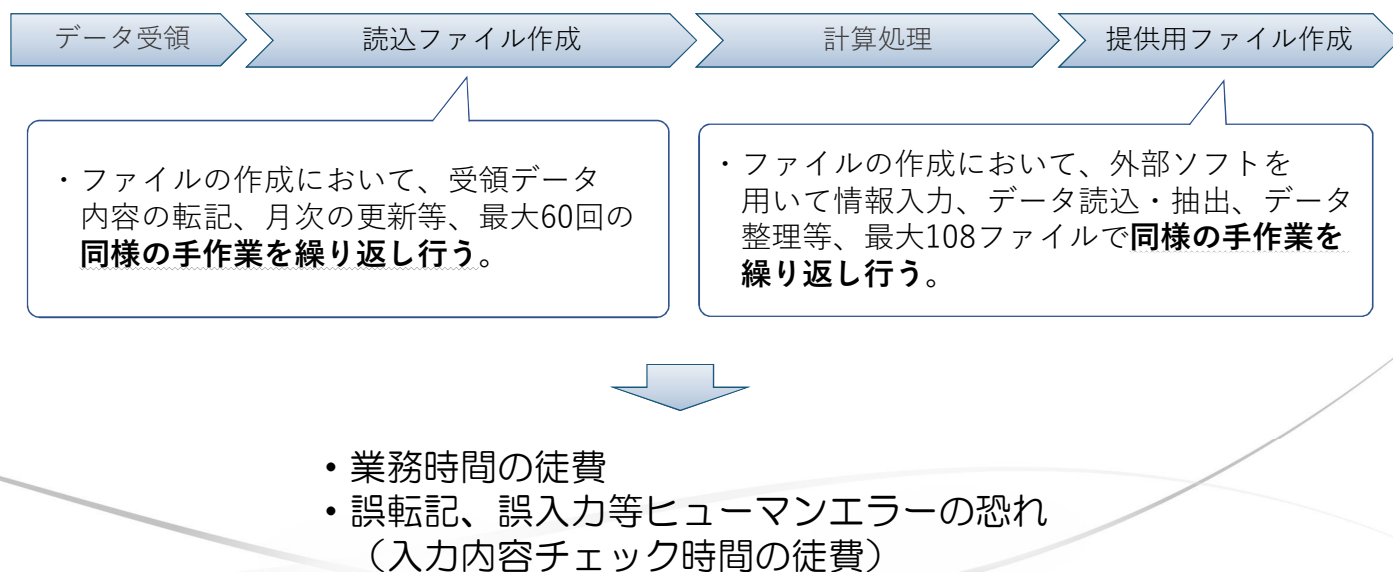 データ受領
読込ファイル作成
計算処理
提供用ファイル作成
・ファイルの作成において、受領データ
内容の転記、月次の更新等、最大60回の
同様の手作業を繰り返し行う。
・ファイルの作成において、外部ソフトを
用いて情報入力、データ読込・抽出、データ
整理等、最大108ファイルで同様の手作業を
繰り返し行う。
・業務時間の徒費
・誤転記、誤入力等ヒューマンエラーの恐れ
（入力内容チェック時間の徒費）